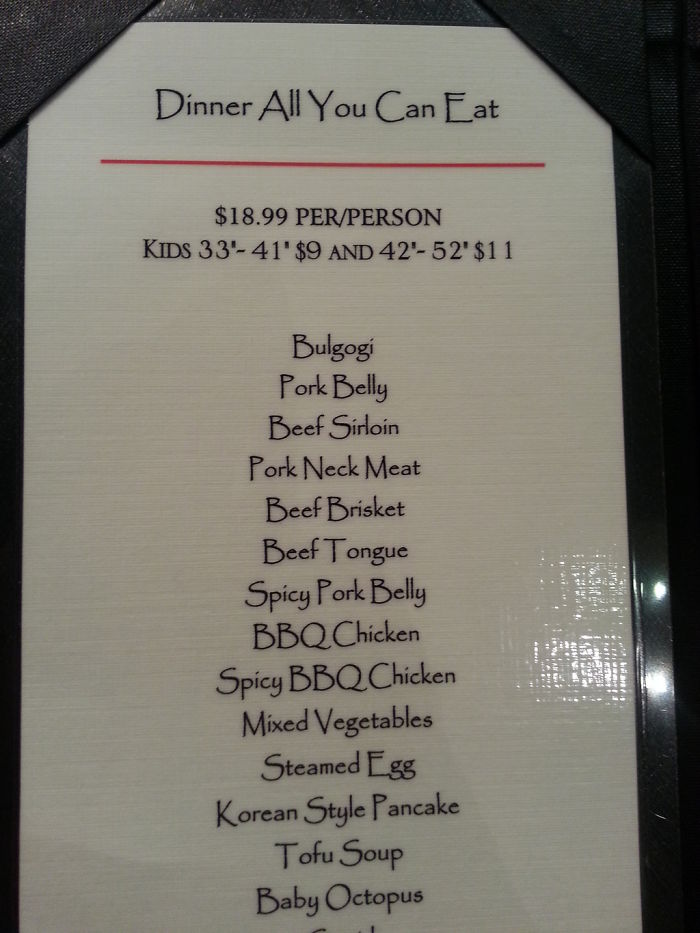 Dinner All You Can Eat
$18.99 PER/PERSON
KIDS 33"- 41" $9 AND 42"- 52" $11
Bulgogi
Pork Belly
Beef Sirloin
Pork Neck Meat
Beef Brisket
Beef Tongue
Spicy Pork Belly
BBQ Chicken
Spicy BBQ Chicken
Mixed Vegetables
Steamed Egg
Korean Style Pancake
Tofu Soup
Baby Octopus